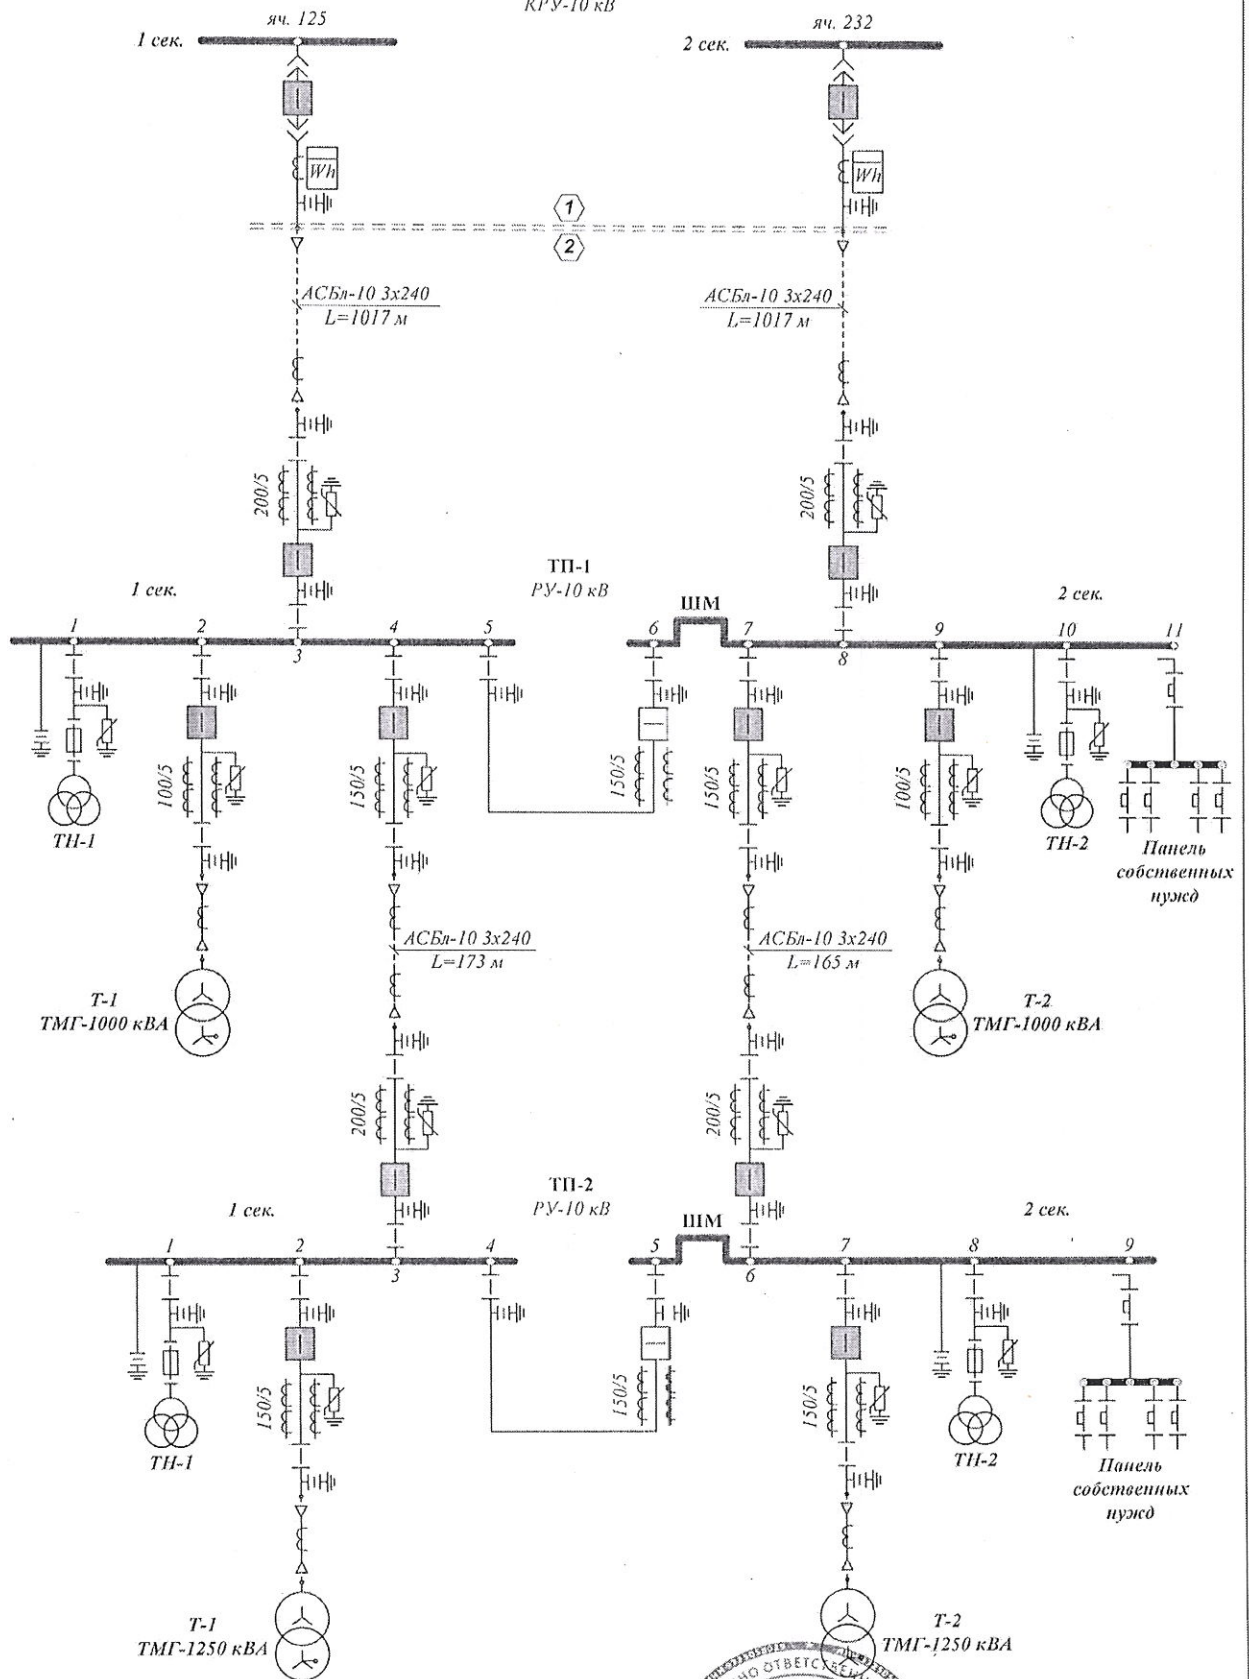 КРУ-10 кВ
яч. 125
яч. 232
1 сек.
2 сек.
Wh
Wh
1
2
АСБл-10 3х240
L=1017 м
АСБл-10 3х240
L=1017 м
200/5
200/5
ТП-1
РУ-10 кВ
1 сек.
2 сек.
ШМ
1
2
3
4
5
6
7
8
9
10
11
100/5
150/5
150/5
150/5
100/5
ТН-1
ТН-2
Панель
собственных
нужд
АСБл-10 3х240
L=173 м
АСБл-10 3х240
L=165 м
Т-1
ТМГ-1000 кВА
Т-2
ТМГ-1000 кВА
200/5
200/5
ТП-2
РУ-10 кВ
1 сек.
2 сек.
ШМ
1
2
3
4
5
6
7
8
9
150/5
150/5
150/5
ТН-1
ТН-2
Панель
собственных
нужд
Т-1
ТМГ-1250 кВА
Т-2
ТМГ-1250 кВА